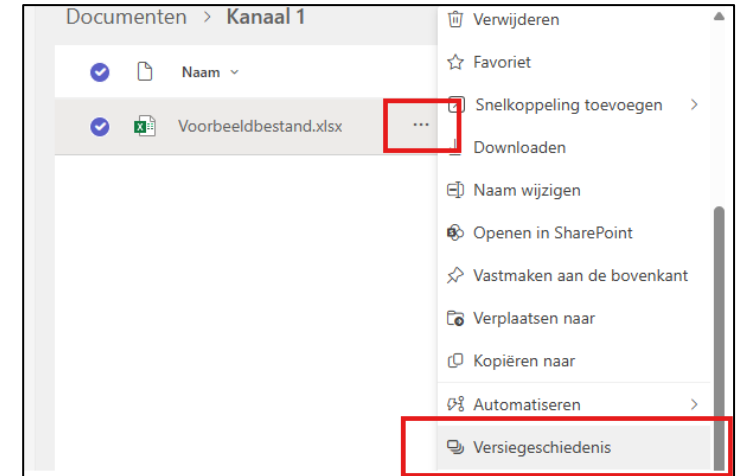 Documenten > Kanaal 1
Naam
Voorbeeldbestand.xlsx
...
Verwijderen
Favoriet
Snelkoppeling toevoegen >
Downloaden
Naam wijzigen
Openen in SharePoint
Vastmaken aan de bovenkant
Verplaatsen naar
Kopiëren naar
Automatiseren >
Versiegeschiedenis